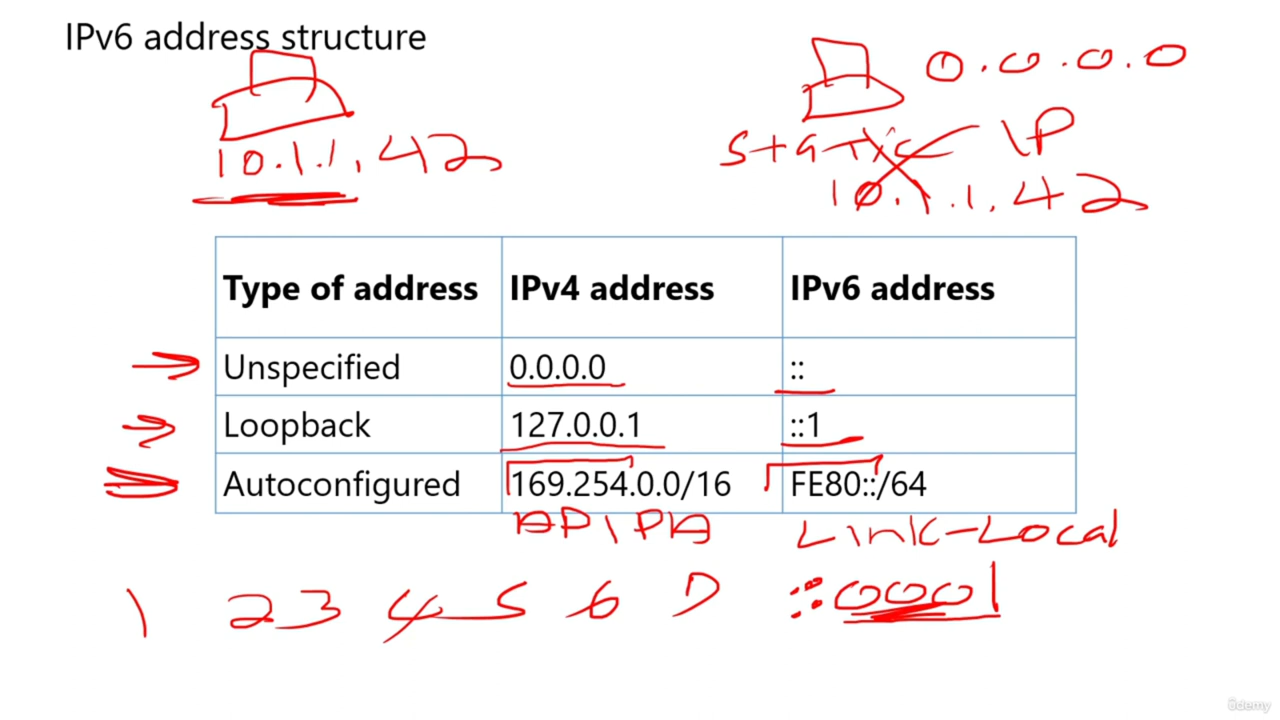 IPv6 address structure
0.0.0.0
10.1.1.42
static IP
10.1.1.42
Type of address IPv4 address IPv6 address
Unspecified 0.0.0.0 ::
Loopback 127.0.0.1 ::1
Autoconfigured 169.254.0.0/16 FE80::/64
APIPA Link-Local
1 2 3 4 5 6 7 ::0001
ûdemy